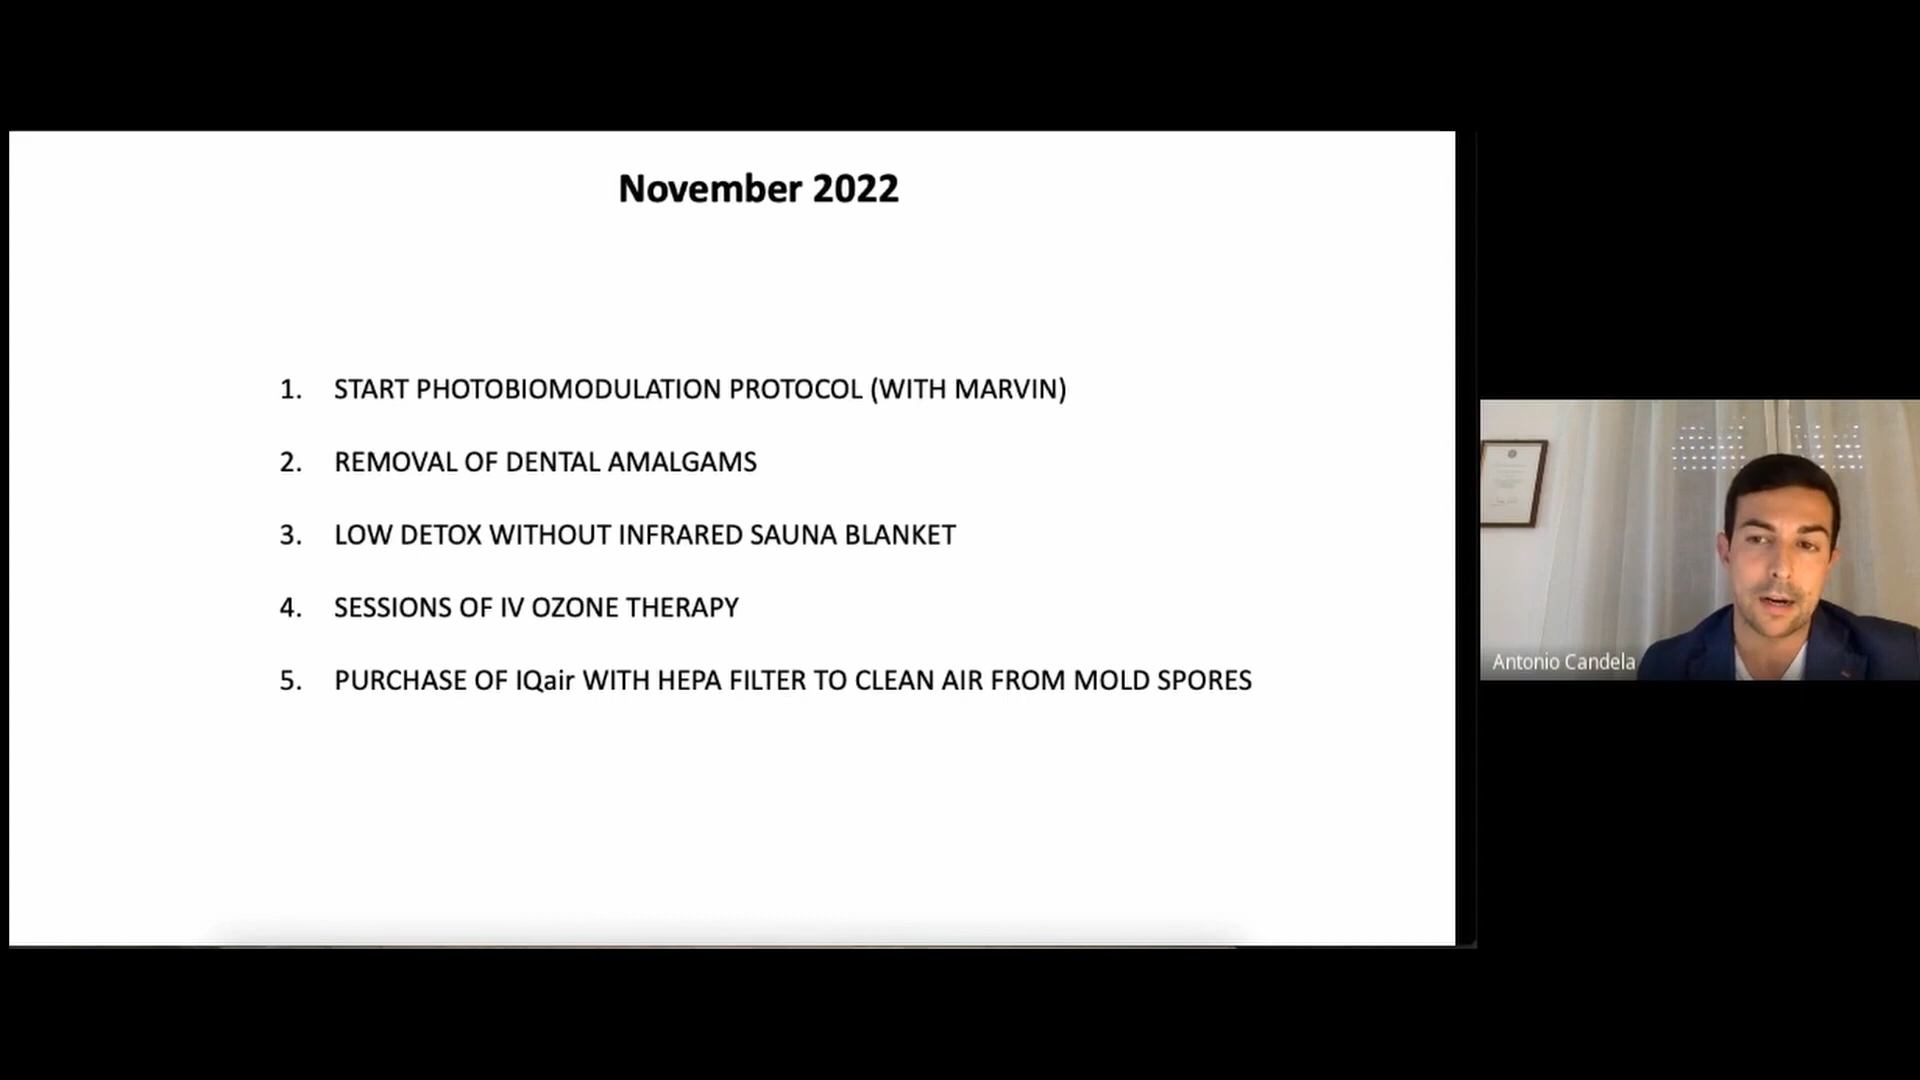 November 2022
1. START PHOTOBIOMODULATION PROTOCOL (WITH MARVIN)
2. REMOVAL OF DENTAL AMALGAMS
3. LOW DETOX WITHOUT INFRARED SAUNA BLANKET
4. SESSIONS OF IV OZONE THERAPY
5. PURCHASE OF IQair WITH HEPA FILTER TO CLEAN AIR FROM MOLD SPORES
Antonio Candela